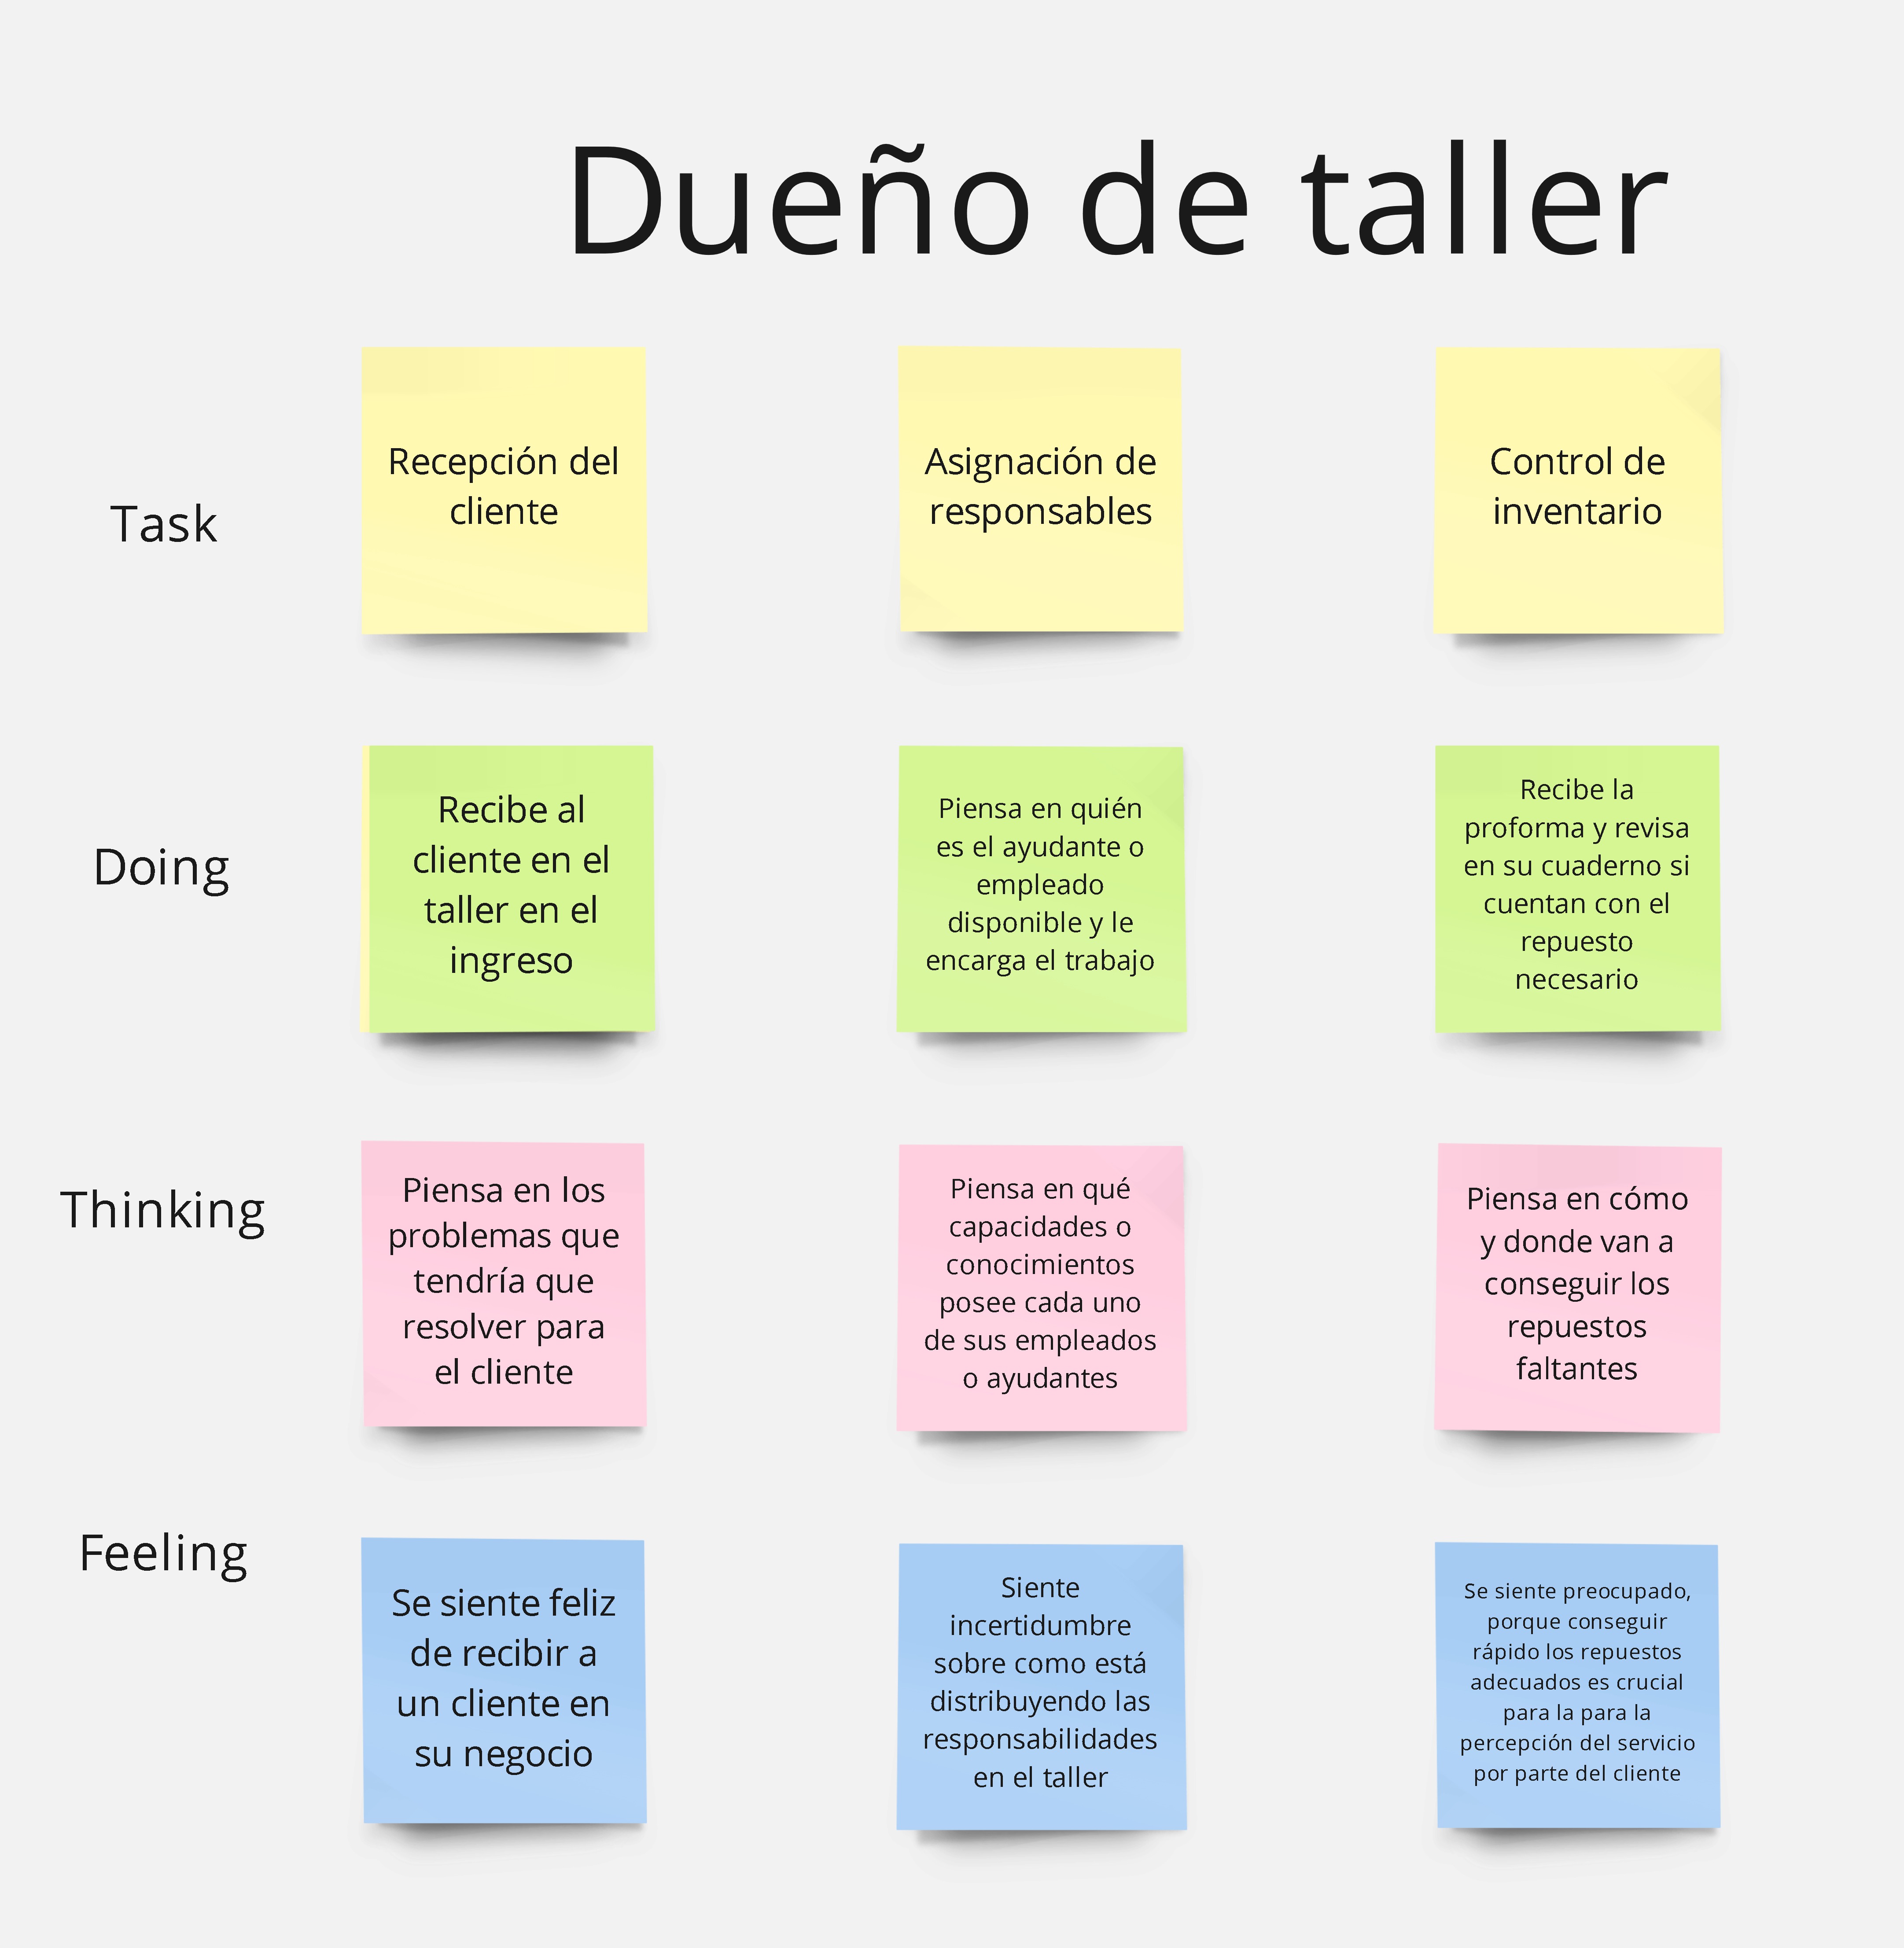 Dueño de taller
Task
Recepción del
cliente
Asignación de
responsables
Control de
inventario
Doing
Recibe al
cliente en el
taller en el
ingreso
Piensa en quién
es el ayudante o
empleado
disponible y le
encarga el trabajo
Recibe la
proforma y revisa
en su cuaderno si
cuentan con el
repuesto
necesario
Thinking
Piensa en los
problemas que
tendría que
resolver para
el cliente
Piensa en qué
capacidades o
conocimientos
posee cada uno
de sus empleados
o ayudantes
Piensa en cómo
y donde van a
conseguir los
repuestos
faltantes
Feeling
Se siente feliz
de recibir a
un cliente en
su negocio
Siente
incertidumbre
sobre como está
distribuyendo las
responsabilidades
en el taller
Se siente preocupado,
porque conseguir
rápido los repuestos
adecuados es crucial
para la para la
percepción del servicio
por parte del cliente